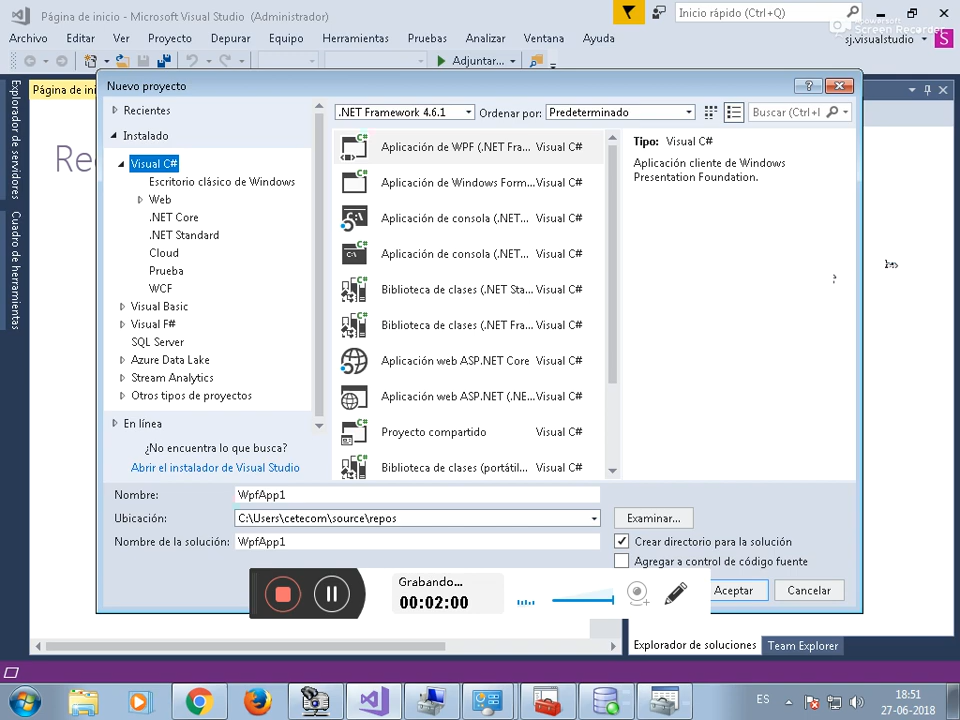 Página de inicio - Microsoft Visual Studio (Administrador)
Inicio rápido (Ctrl+Q)
Screen Recorder
Archivo Editar Ver Proyecto Depurar Equipo Herramientas Pruebas Analizar Ventana Ayuda
sj.visualstudio
S
Adjuntar...
Página de ini
Explorador de servidores
Cuadro de herramientas
Re
Nuevo proyecto
Recientes
Instalado
Visual C#
Escritorio clásico de Windows
Web
.NET Core
.NET Standard
Cloud
Prueba
WCF
Visual Basic
Visual F#
SQL Server
Azure Data Lake
Stream Analytics
Otros tipos de proyectos
En línea
¿No encuentra lo que busca?
Abrir el instalador de Visual Studio
.NET Framework 4.6.1 Ordenar por: Predeterminado
Buscar (Ctrl+I
Aplicación de WPF (.NET Fra... Visual C#
Aplicación de Windows Form... Visual C#
Aplicación de consola (.NET... Visual C#
Aplicación de consola (.NET... Visual C#
Biblioteca de clases (.NET Sta... Visual C#
Biblioteca de clases (.NET Fra... Visual C#
Aplicación web ASP.NET Core Visual C#
Aplicación web ASP.NET (.NE... Visual C#
Proyecto compartido Visual C#
Biblioteca de clases (portátil... Visual C#
Tipo: Visual C#
Aplicación cliente de Windows
Presentation Foundation.
Nombre: WpfApp1
Ubicación: C:\Users\cetecom\source\repos Examinar...
Nombre de la solución: WpfApp1
Crear directorio para la solución
Agregar a control de código fuente
Aceptar Cancelar
Grabando...
00:02:00
Explorador de soluciones Team Explorer
ES
18:51
27-06-2018